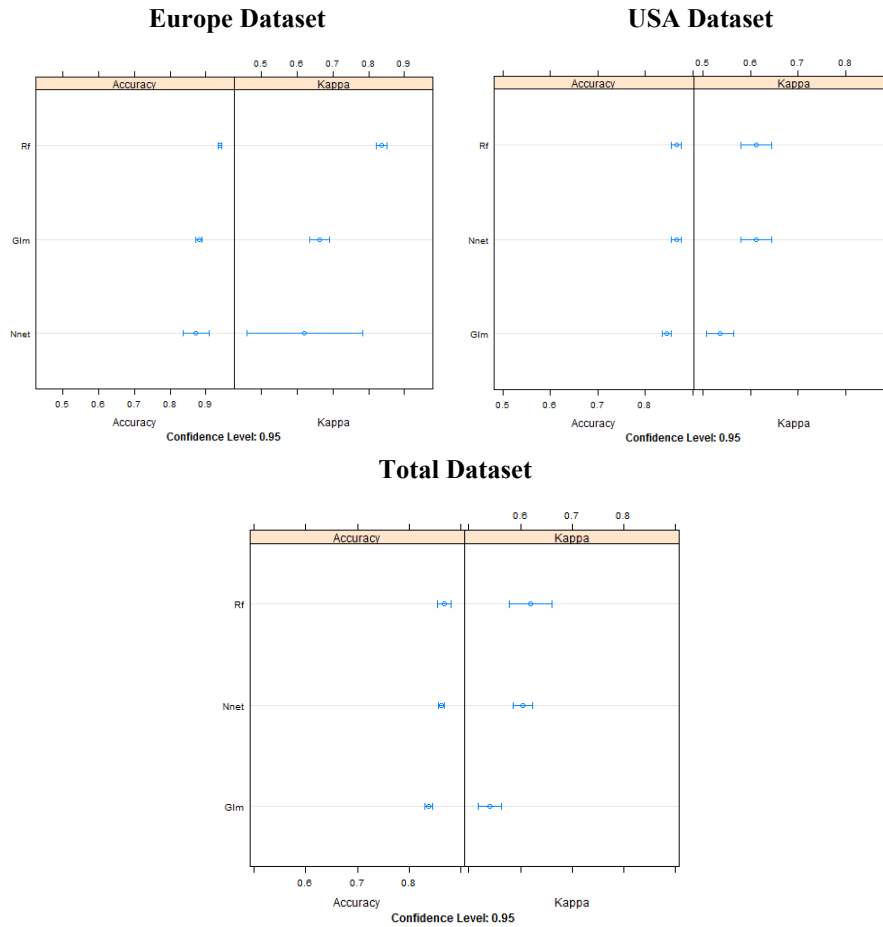 Europe Dataset
0.5 0.6 0.7 0.8 0.9
Accuracy Kappa
Rf
Glm
Nnet
0.5 0.6 0.7 0.8 0.9
Accuracy Kappa
Confidence Level: 0.95
USA Dataset
0.5 0.6 0.7 0.8
Accuracy Kappa
Rf
Nnet
Glm
0.5 0.6 0.7 0.8
Accuracy Kappa
Confidence Level: 0.95
Total Dataset
0.6 0.7 0.8
Accuracy Kappa
Rf
Nnet
Glm
0.6 0.7 0.8
Accuracy Kappa
Confidence Level: 0.95